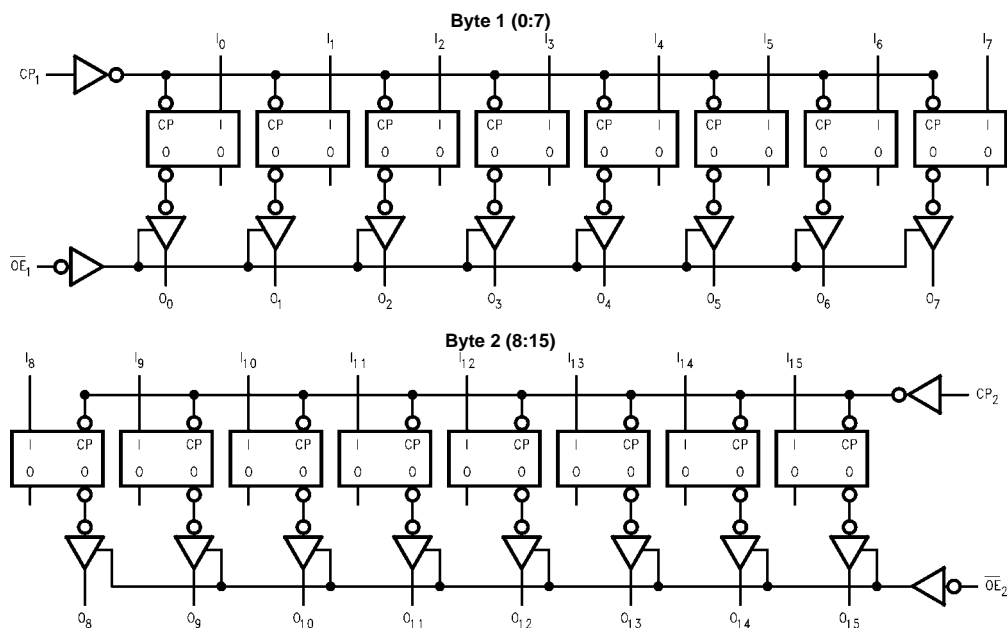 Byte 1 (0:7)
I₀ I₁ I₂ I₃ I₄ I₅ I₆ I₇
CP₁
CP I CP I CP I CP I CP I CP I CP I CP I
O O O O O O O O O O O O O O O O
O̅E̅₁
O₀ O₁ O₂ O₃ O₄ O₅ O₆ O₇
Byte 2 (8:15)
I₈ I₉ I₁₀ I₁₁ I₁₂ I₁₃ I₁₄ I₁₅
CP₂
I CP I CP I CP I CP I CP I CP I CP I CP
O O O O O O O O O O O O O O O O
O̅E̅₂
O₈ O₉ O₁₀ O₁₁ O₁₂ O₁₃ O₁₄ O₁₅